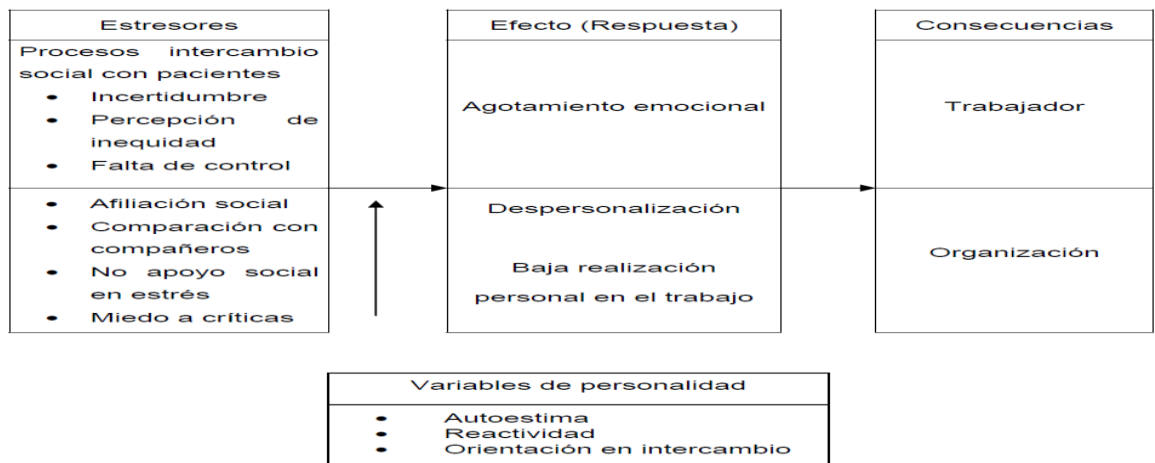 Estresores
Procesos intercambio
social con pacientes
• Incertidumbre
• Percepción de
inequidad
• Falta de control
• Afiliación social
• Comparación con
compañeros
• No apoyo social
en estrés
• Miedo a críticas
Efecto (Respuesta)
Agotamiento emocional
Despersonalización
Baja realización
personal en el trabajo
Consecuencias
Trabajador
Organización
Variables de personalidad
• Autoestima
• Reactividad
• Orientación en intercambio